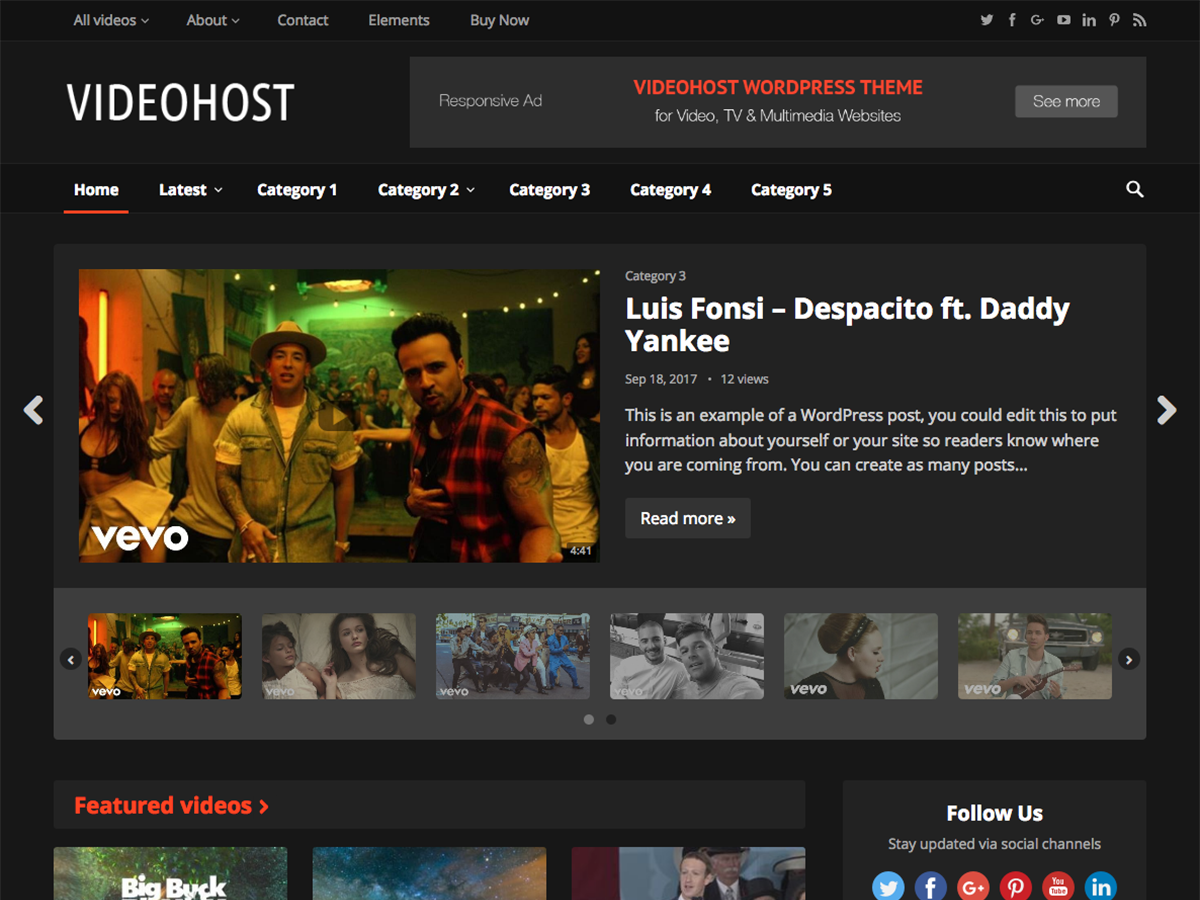 All videos
About
Contact
Elements
Buy Now
VIDEOHOST
Responsive Ad
VIDEOHOST WORDPRESS THEME
for Video, TV & Multimedia Websites
See more
Home
Latest
Category 1
Category 2
Category 3
Category 4
Category 5
vevo
4:41
Category 3
Luis Fonsi – Despacito ft. Daddy
Yankee
Sep 18, 2017 • 12 views
This is an example of a WordPress post, you could edit this to put
information about yourself or your site so readers know where
you are coming from. You can create as many posts...
Read more »
vevo
vevo
vevo
vevo
vevo
vevo
Featured videos
Big Buck
Follow Us
Stay updated via social channels
You
Tube